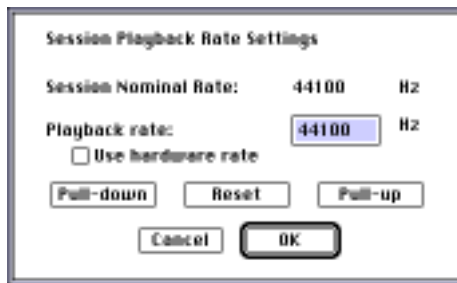 Session Playback Rate Settings
Session Nominal Rate: 44100 Hz
Playback rate: 44100 Hz
Use hardware rate
Pull-down Reset Pull-up
Cancel OK